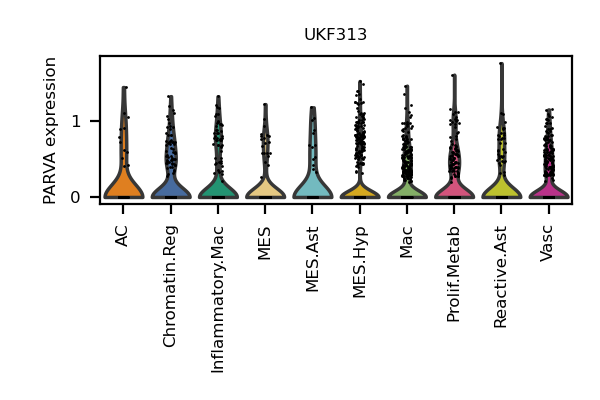 UKF313
PARVA expression
1
0
AC
Chromatin.Reg
Inflammatory.Mac
MES
MES.Ast
MES.Hyp
Mac
Prolif.Metab
Reactive.Ast
Vasc